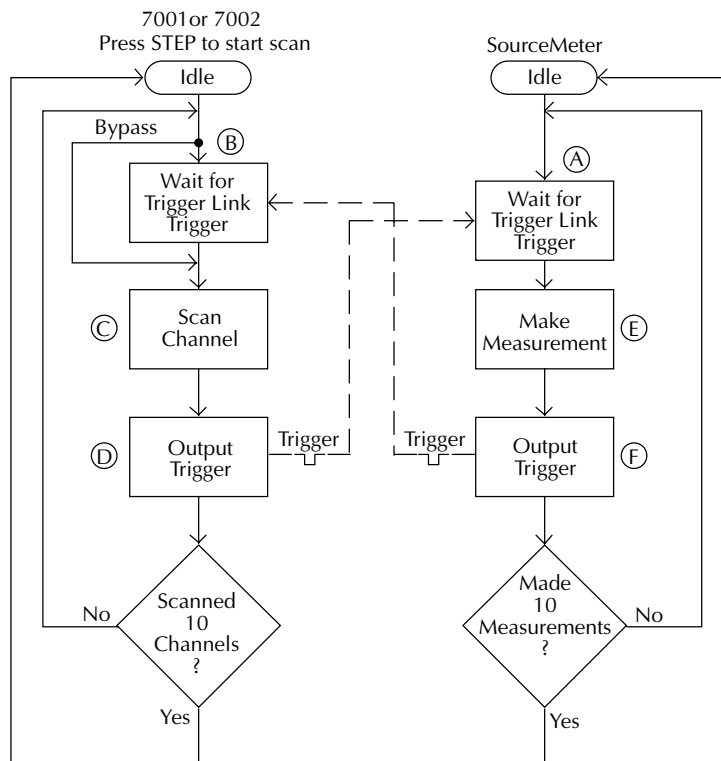 7001or 7002
Press STEP to start scan
Idle
Bypass
B
Wait for
Trigger Link
Trigger
C
Scan
Channel
D
Output
Trigger
Trigger
Scanned
10
Channels
?
No
Yes
SourceMeter
Idle
A
Wait for
Trigger Link
Trigger
Make
Measurement
E
Trigger
Output
Trigger
F
Made
10
Measurements
?
No
Yes